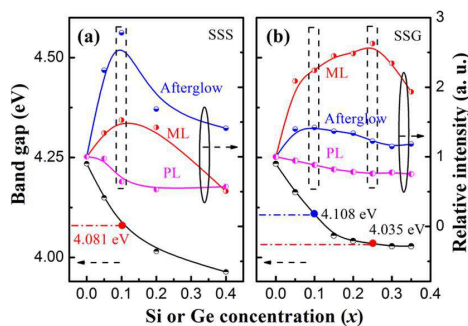 (a)
SSS
Afterglow
ML
PL
4.081 eV
4.50
4.25
4.00
Band gap (eV)
0.0 0.1 0.2 0.3 0.4
(b)
SSG
ML
Afterglow
PL
4.108 eV
4.035 eV
0.0 0.1 0.2 0.3 0.4
3
2
1
0
Relative intensity (a. u.)
Si or Ge concentration (x)